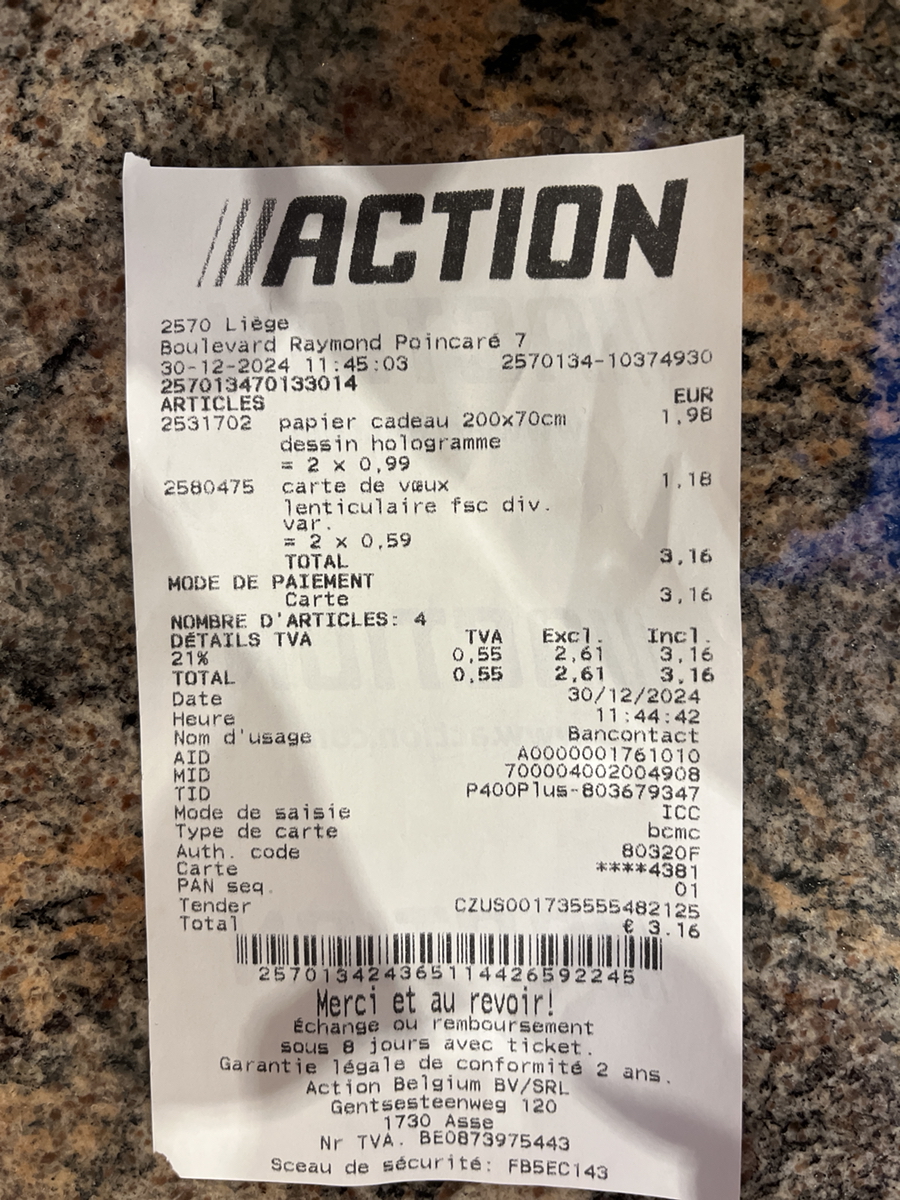 ACTION
2570 Liège
Boulevard Raymond Poincaré 7
30-12-2024 11:45:03 2570134-10374930
257013470133014
ARTICLES EUR
2531702 papier cadeau 200x70cm 1,98
dessin hologramme
= 2 x 0,99
2580475 carte de vœux 1,18
lenticulaire fsc div.
var.
= 2 x 0,59
TOTAL 3,16
MODE DE PAIEMENT
Carte 3,16
NOMBRE D'ARTICLES: 4
DÉTAILS TVA TVA Excl. Incl.
21% 0,55 2,61 3,16
TOTAL 0,55 2,61 3,16
Date 30/12/2024
Heure 11:44:42
Nom d'usage Bancontact
AID A0000001761010
MID 700004002004908
TID P400Plus-803679347
Mode de saisie ICC
Type de carte bcmc
Auth. code 80320F
Carte ****4381
PAN seq. 01
Tender CZUS001735555482125
Total € 3.16
257013424365114426592245
Merci et au revoir!
Échange ou remboursement
sous 8 jours avec ticket.
Garantie légale de conformité 2 ans.
Action Belgium BV/SRL
Gentsesteenweg 120
1730 Asse
Nr TVA. BE0873975443
Sceau de sécurité: FB5EC143